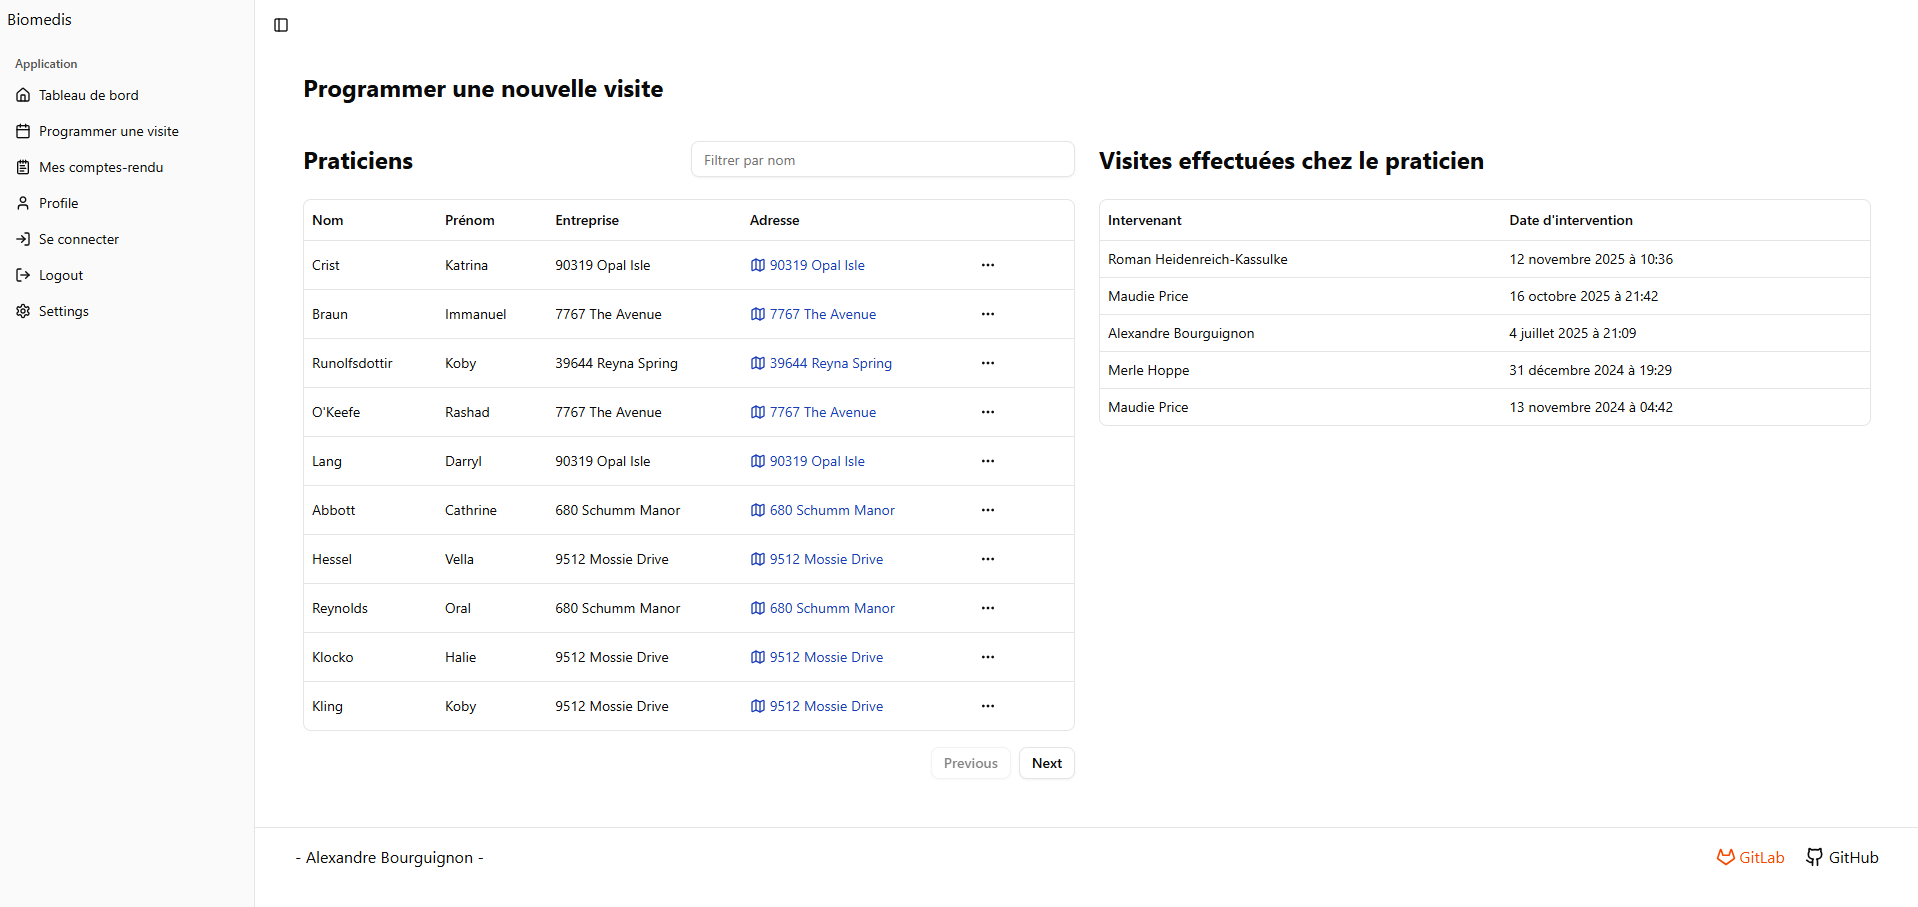 Biomedis
Application
Tableau de bord
Programmer une visite
Mes comptes-rendu
Profile
Se connecter
Logout
Settings
Programmer une nouvelle visite
Praticiens
Filtrer par nom
Nom Prénom Entreprise Adresse
Crist Katrina 90319 Opal Isle 90319 Opal Isle
Braun Immanuel 7767 The Avenue 7767 The Avenue
Runolfsdottir Koby 39644 Reyna Spring 39644 Reyna Spring
O'Keefe Rashad 7767 The Avenue 7767 The Avenue
Lang Darryl 90319 Opal Isle 90319 Opal Isle
Abbott Cathrine 680 Schumm Manor 680 Schumm Manor
Hessel Vella 9512 Mossie Drive 9512 Mossie Drive
Reynolds Oral 680 Schumm Manor 680 Schumm Manor
Klocko Halie 9512 Mossie Drive 9512 Mossie Drive
Kling Koby 9512 Mossie Drive 9512 Mossie Drive
Previous Next
Visites effectuées chez le praticien
Intervenant Date d'intervention
Roman Heidenreich-Kassulke 12 novembre 2025 à 10:36
Maudie Price 16 octobre 2025 à 21:42
Alexandre Bourguignon 4 juillet 2025 à 21:09
Merle Hoppe 31 décembre 2024 à 19:29
Maudie Price 13 novembre 2024 à 04:42
- Alexandre Bourguignon -
GitLab GitHub